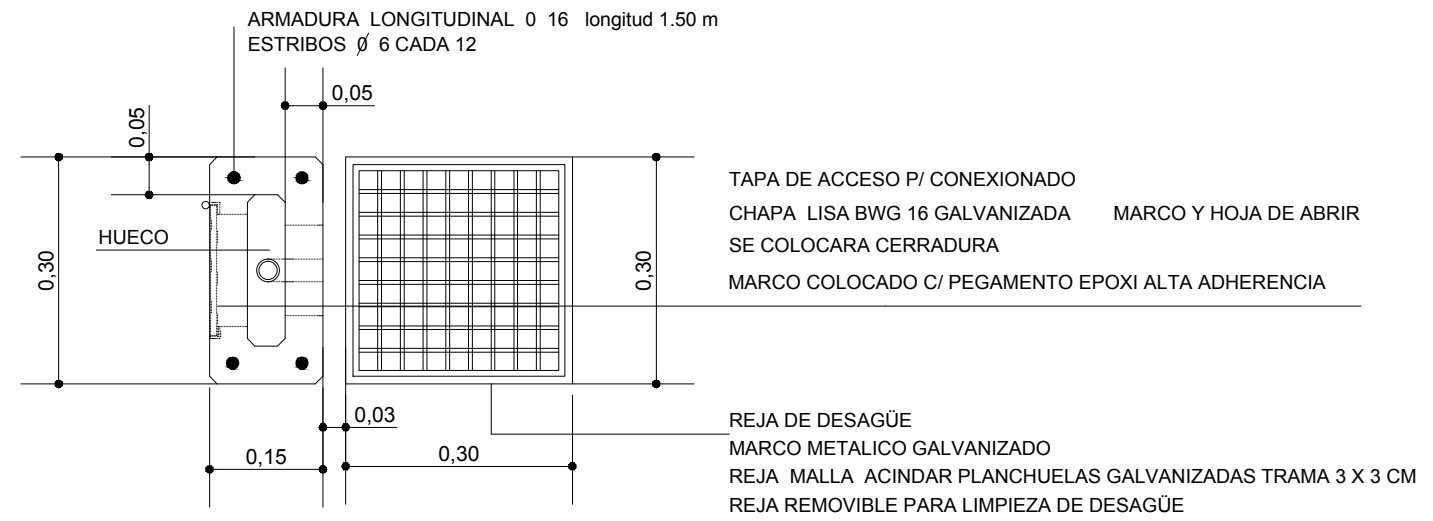 ARMADURA LONGITUDINAL 0 16 longitud 1.50 m
ESTRIBOS Ø 6 CADA 12
0,05
0,05
TAPA DE ACCESO P/ CONEXIONADO
CHAPA LISA BWG 16 GALVANIZADA MARCO Y HOJA DE ABRIR
HUECO
SE COLOCARA CERRADURA
0,30
0,30
MARCO COLOCADO C/ PEGAMENTO EPOXI ALTA ADHERENCIA
0,03
REJA DE DESAGÜE
MARCO METALICO GALVANIZADO
0,15
0,30
REJA MALLA ACINDAR PLANCHUELAS GALVANIZADAS TRAMA 3 X 3 CM
REJA REMOVIBLE PARA LIMPIEZA DE DESAGÜE